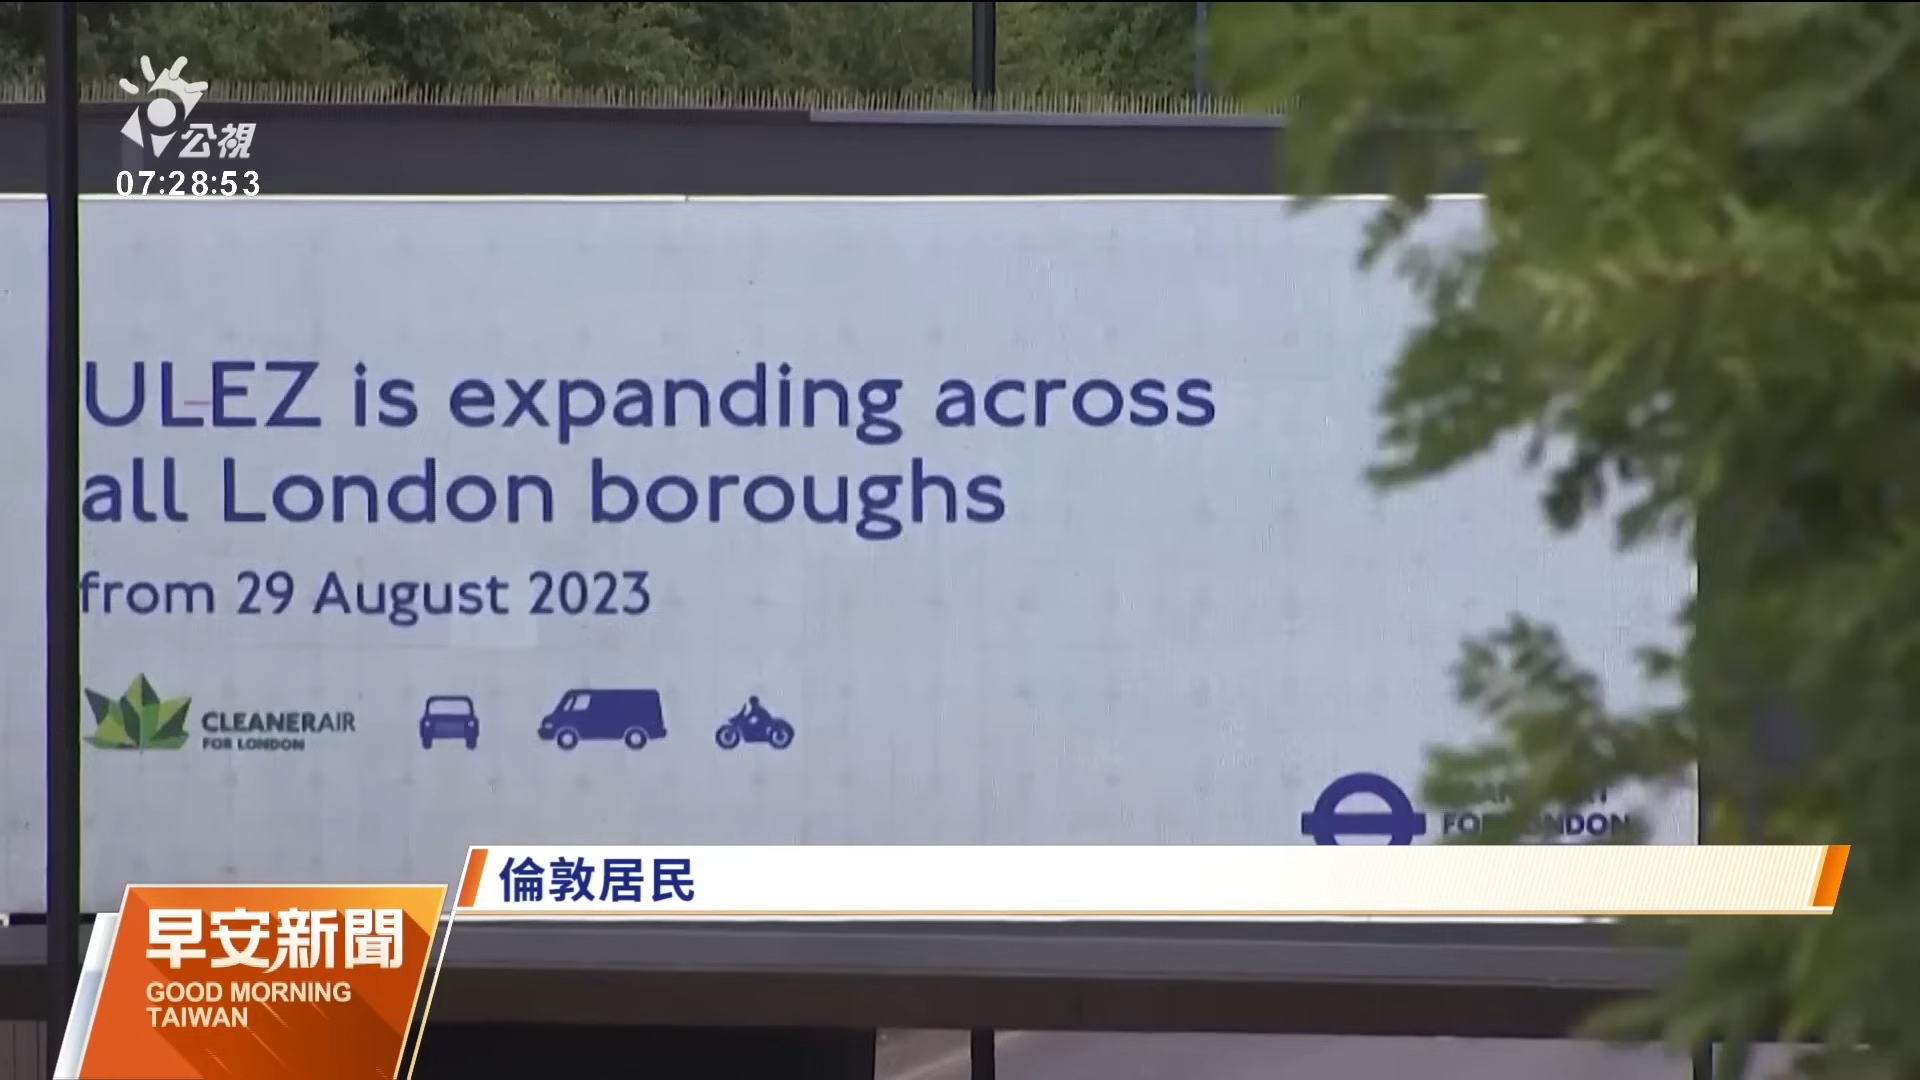 公視
07:28:53
ULEZ is expanding across
all London boroughs
from 29 August 2023
CLEANERAIR
FOR LONDON
倫敦居民
早安新聞
GOOD MORNING
TAIWAN